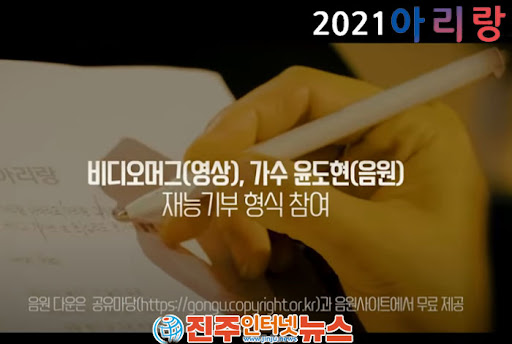 2021아리랑
아리랑
비디오머그(영상), 가수 윤도현(음원)
재능기부 형식 참여
음원 다운은 공유마당(https://gongu.copyright.or.kr)과 음원사이트에서 무료 제공
진주인터넷뉴스